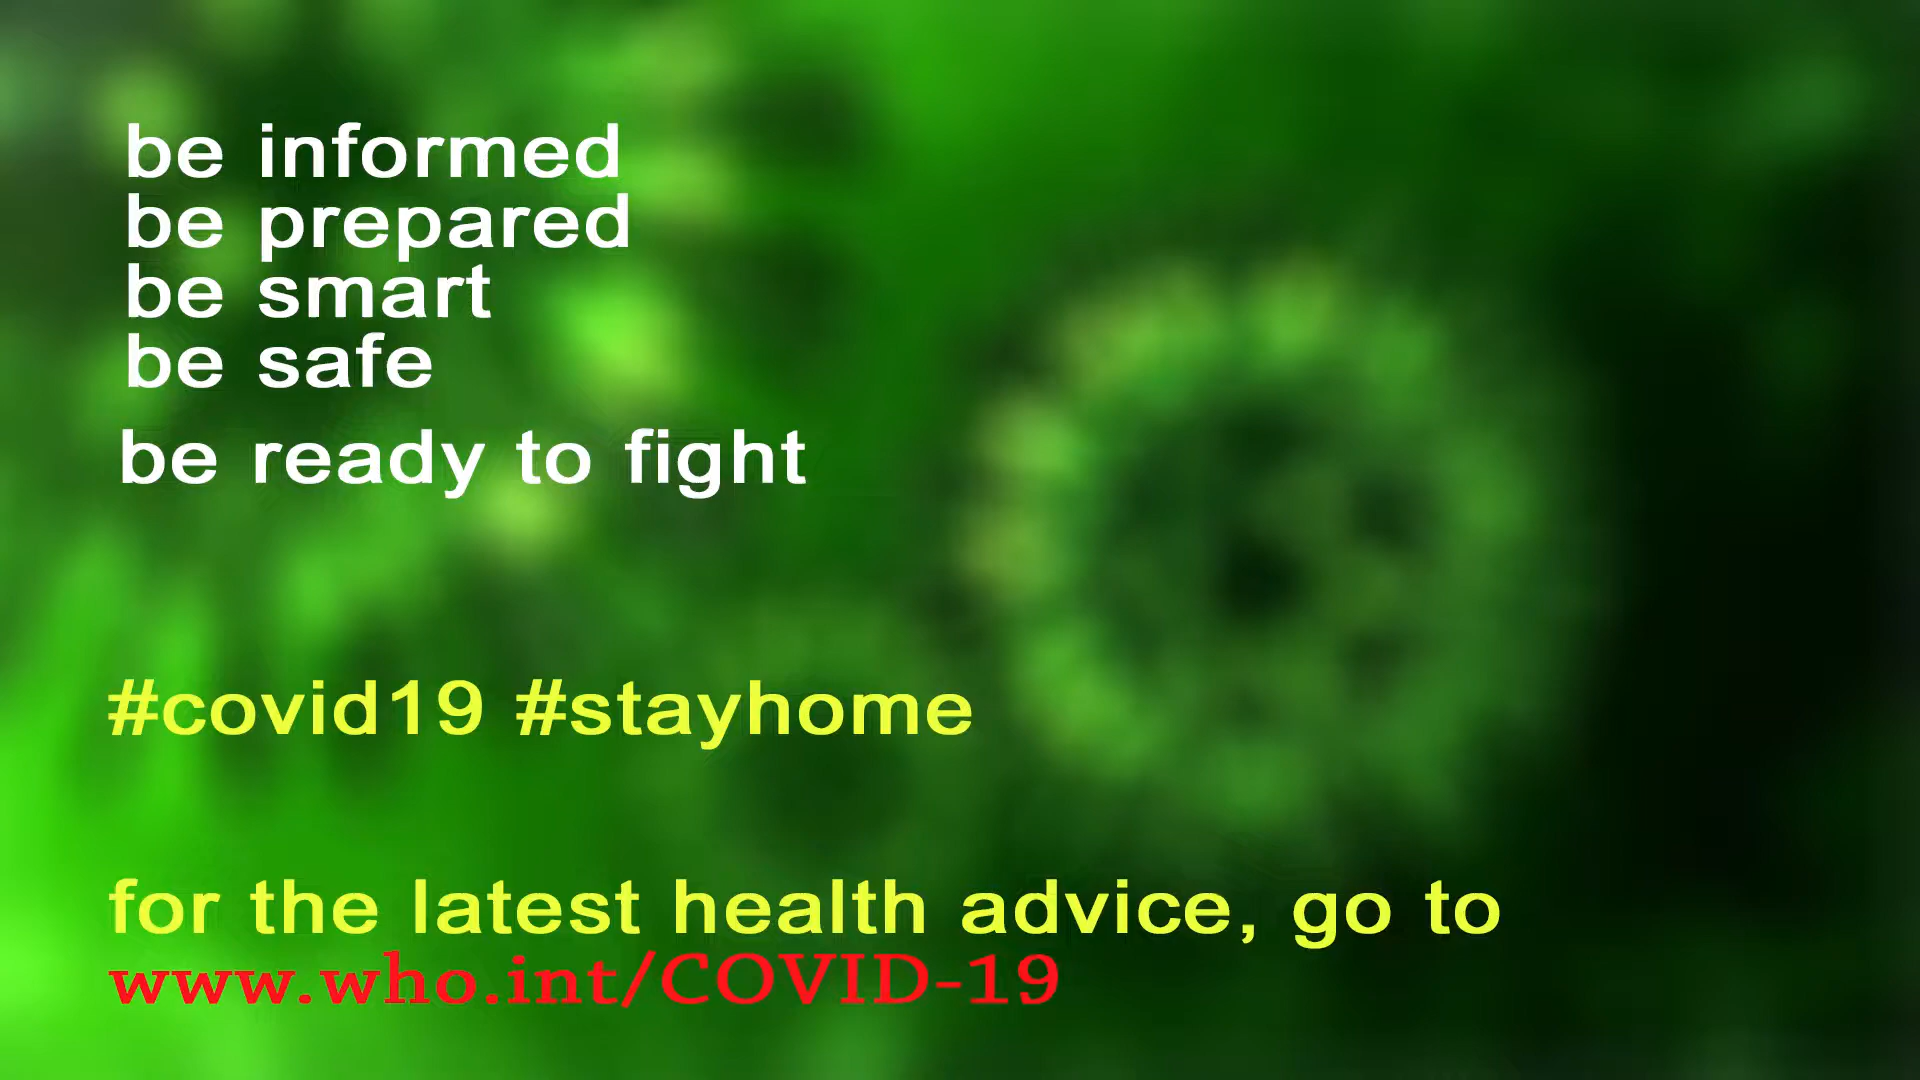 be informed
be prepared
be smart
be safe
be ready to fight
#covid19 #stayhome
for the latest health advice, go to
www.who.int/COVID-19